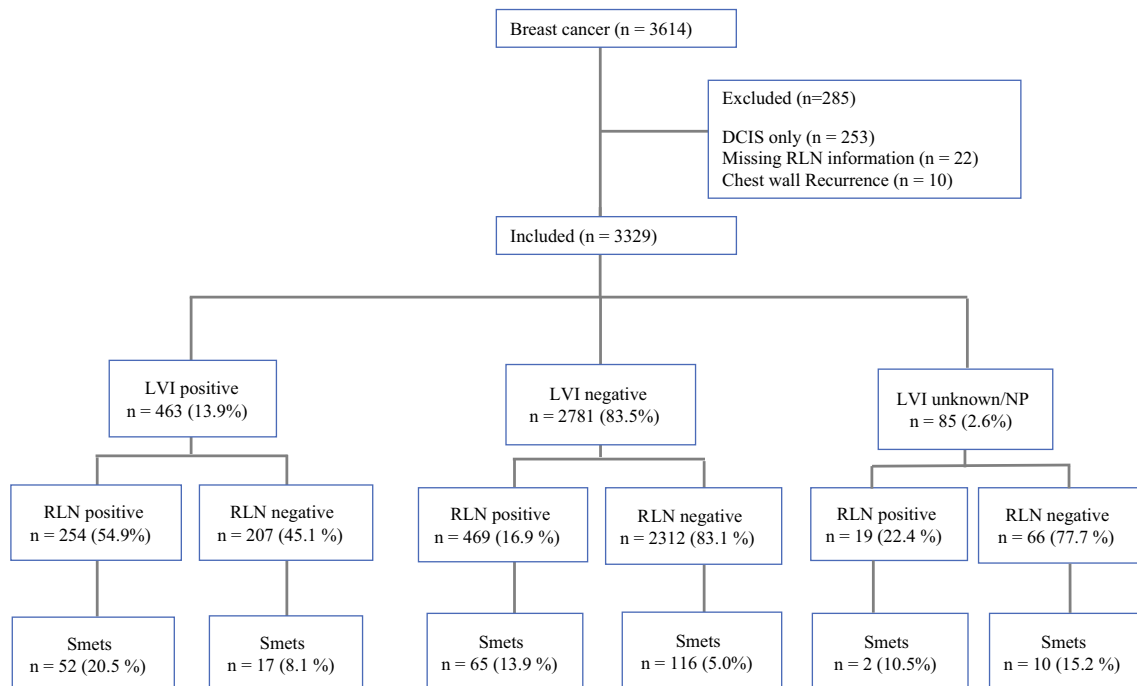 Breast cancer (n = 3614)
Excluded (n=285)
DCIS only (n = 253)
Missing RLN information (n = 22)
Chest wall Recurrence (n = 10)
Included (n = 3329)
LVI positive
n = 463 (13.9%)
LVI negative
n = 2781 (83.5%)
LVI unknown/NP
n = 85 (2.6%)
RLN positive
n = 254 (54.9%)
RLN negative
n = 207 (45.1 %)
RLN positive
n = 469 (16.9 %)
RLN negative
n = 2312 (83.1 %)
RLN positive
n = 19 (22.4 %)
RLN negative
n = 66 (77.7 %)
Smets
n = 52 (20.5 %)
Smets
n = 17 (8.1 %)
Smets
n = 65 (13.9 %)
Smets
n = 116 (5.0%)
Smets
n = 2 (10.5%)
Smets
n = 10 (15.2 %)